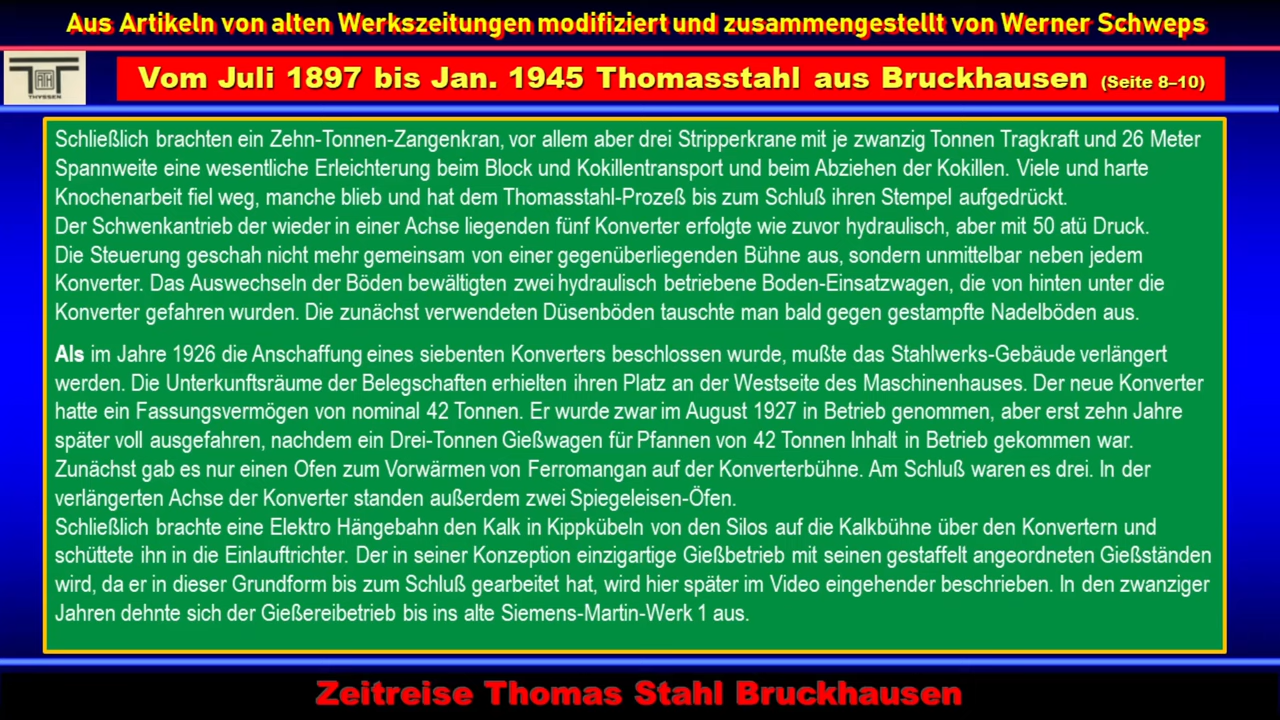 Aus Artikeln von alten Werkszeitungen modifiziert und zusammengestellt von Werner Schweps
ATH
THYSSEN
Vom Juli 1897 bis Jan. 1945 Thomasstahl aus Bruckhausen (Seite 8–10)
Schließlich brachten ein Zehn-Tonnen-Zangenkran, vor allem aber drei Stripperkrane mit je zwanzig Tonnen Tragkraft und 26 Meter
Spannweite eine wesentliche Erleichterung beim Block und Kokillentransport und beim Abziehen der Kokillen. Viele und harte
Knochenarbeit fiel weg, manche blieb und hat dem Thomasstahl-Prozeß bis zum Schluß ihren Stempel aufgedrückt.
Der Schwenkantrieb der wieder in einer Achse liegenden fünf Konverter erfolgte wie zuvor hydraulisch, aber mit 50 atü Druck.
Die Steuerung geschah nicht mehr gemeinsam von einer gegenüberliegenden Bühne aus, sondern unmittelbar neben jedem
Konverter. Das Auswechseln der Böden bewältigten zwei hydraulisch betriebene Boden-Einsatzwagen, die von hinten unter die
Konverter gefahren wurden. Die zunächst verwendeten Düsenböden tauschte man bald gegen gestampfte Nadelböden aus.
Als im Jahre 1926 die Anschaffung eines siebenten Konverters beschlossen wurde, mußte das Stahlwerks-Gebäude verlängert
werden. Die Unterkunftsräume der Belegschaften erhielten ihren Platz an der Westseite des Maschinenhauses. Der neue Konverter
hatte ein Fassungsvermögen von nominal 42 Tonnen. Er wurde zwar im August 1927 in Betrieb genommen, aber erst zehn Jahre
später voll ausgefahren, nachdem ein Drei-Tonnen Gießwagen für Pfannen von 42 Tonnen Inhalt in Betrieb gekommen war.
Zunächst gab es nur einen Ofen zum Vorwärmen von Ferromangan auf der Konverterbühne. Am Schluß waren es drei. In der
verlängerten Achse der Konverter standen außerdem zwei Spiegeleisen-Öfen.
Schließlich brachte eine Elektro Hängebahn den Kalk in Kippkübeln von den Silos auf die Kalkbühne über den Konvertern und
schüttete ihn in die Einlauftrichter. Der in seiner Konzeption einzigartige Gießbetrieb mit seinen gestaffelt angeordneten Gießständen
wird, da er in dieser Grundform bis zum Schluß gearbeitet hat, wird hier später im Video eingehender beschrieben. In den zwanziger
Jahren dehnte sich der Gießereibetrieb bis ins alte Siemens-Martin-Werk 1 aus.
Zeitreise Thomas Stahl Bruckhausen